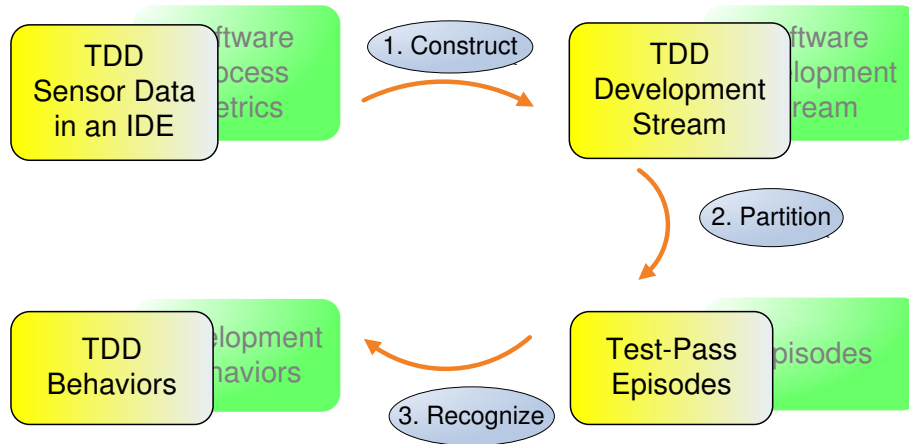 TDD
Sensor Data
in an IDE
ftware
ocess
etrics
1. Construct
TDD
Development
Stream
ftware
elopment
ream
2. Partition
TDD
Behaviors
elopment
haviors
3. Recognize
Test-Pass
Episodes
pisodes